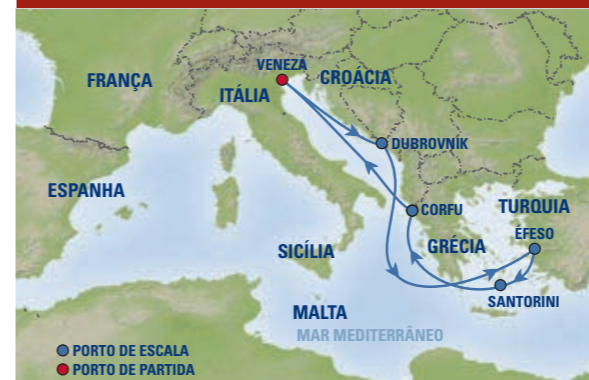 VENEZA
FRANÇA
CROÁCIA
ITÁLIA
DUBROVNIK
ESPANHA
CORFU
TURQUIA
ÉFESO
SICÍLIA
GRÉCIA
SANTORINI
MALTA
MAR MEDITERRÂNEO
PORTO DE ESCALA
PORTO DE PARTIDA